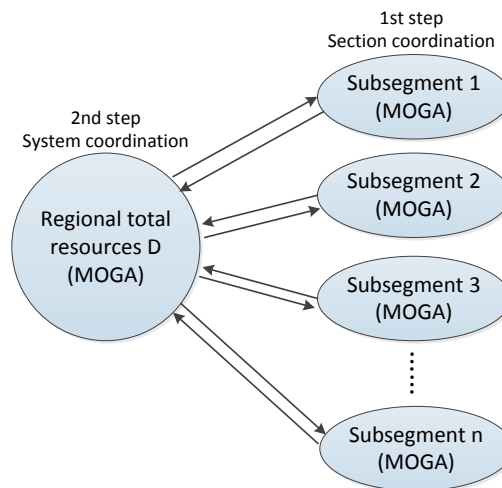 1st step
Section coordination
Subsegment 1
(MOGA)
2nd step
System coordination
Subsegment 2
(MOGA)
Regional total
resources D
(MOGA)
Subsegment 3
(MOGA)
Subsegment n
(MOGA)